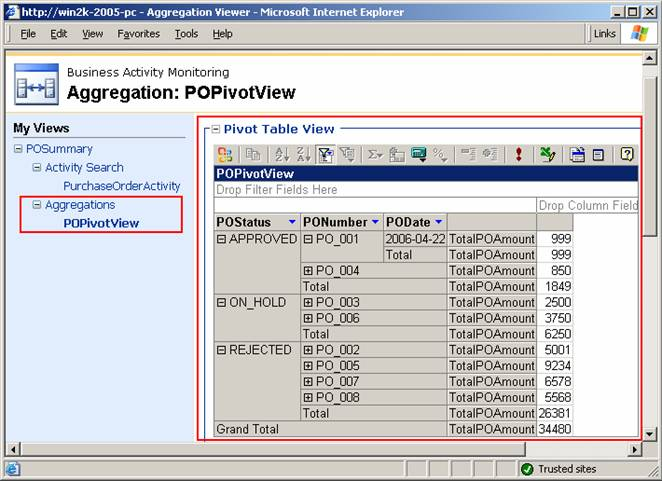 http://win2k-2005-pc - Aggregation Viewer - Microsoft Internet Explorer
File Edit View Favorites Tools Help Links
Business Activity Monitoring
Aggregation: POPivotView
My Views
POSummary
Activity Search
PurchaseOrderActivity
Aggregations
POPivotView
Pivot Table View
POPivotView
Drop Filter Fields Here
Drop Column Field
POStatus PONumber PODate
APPROVED PO_001 2006-04-22 TotalPOAmount 999
Total TotalPOAmount 999
PO_004 TotalPOAmount 850
Total TotalPOAmount 1849
ON_HOLD PO_003 TotalPOAmount 2500
PO_006 TotalPOAmount 3750
Total TotalPOAmount 6250
REJECTED PO_002 TotalPOAmount 5001
PO_005 TotalPOAmount 9234
PO_007 TotalPOAmount 6578
PO_008 TotalPOAmount 5568
Total TotalPOAmount 26381
Grand Total TotalPOAmount 34480
Trusted sites